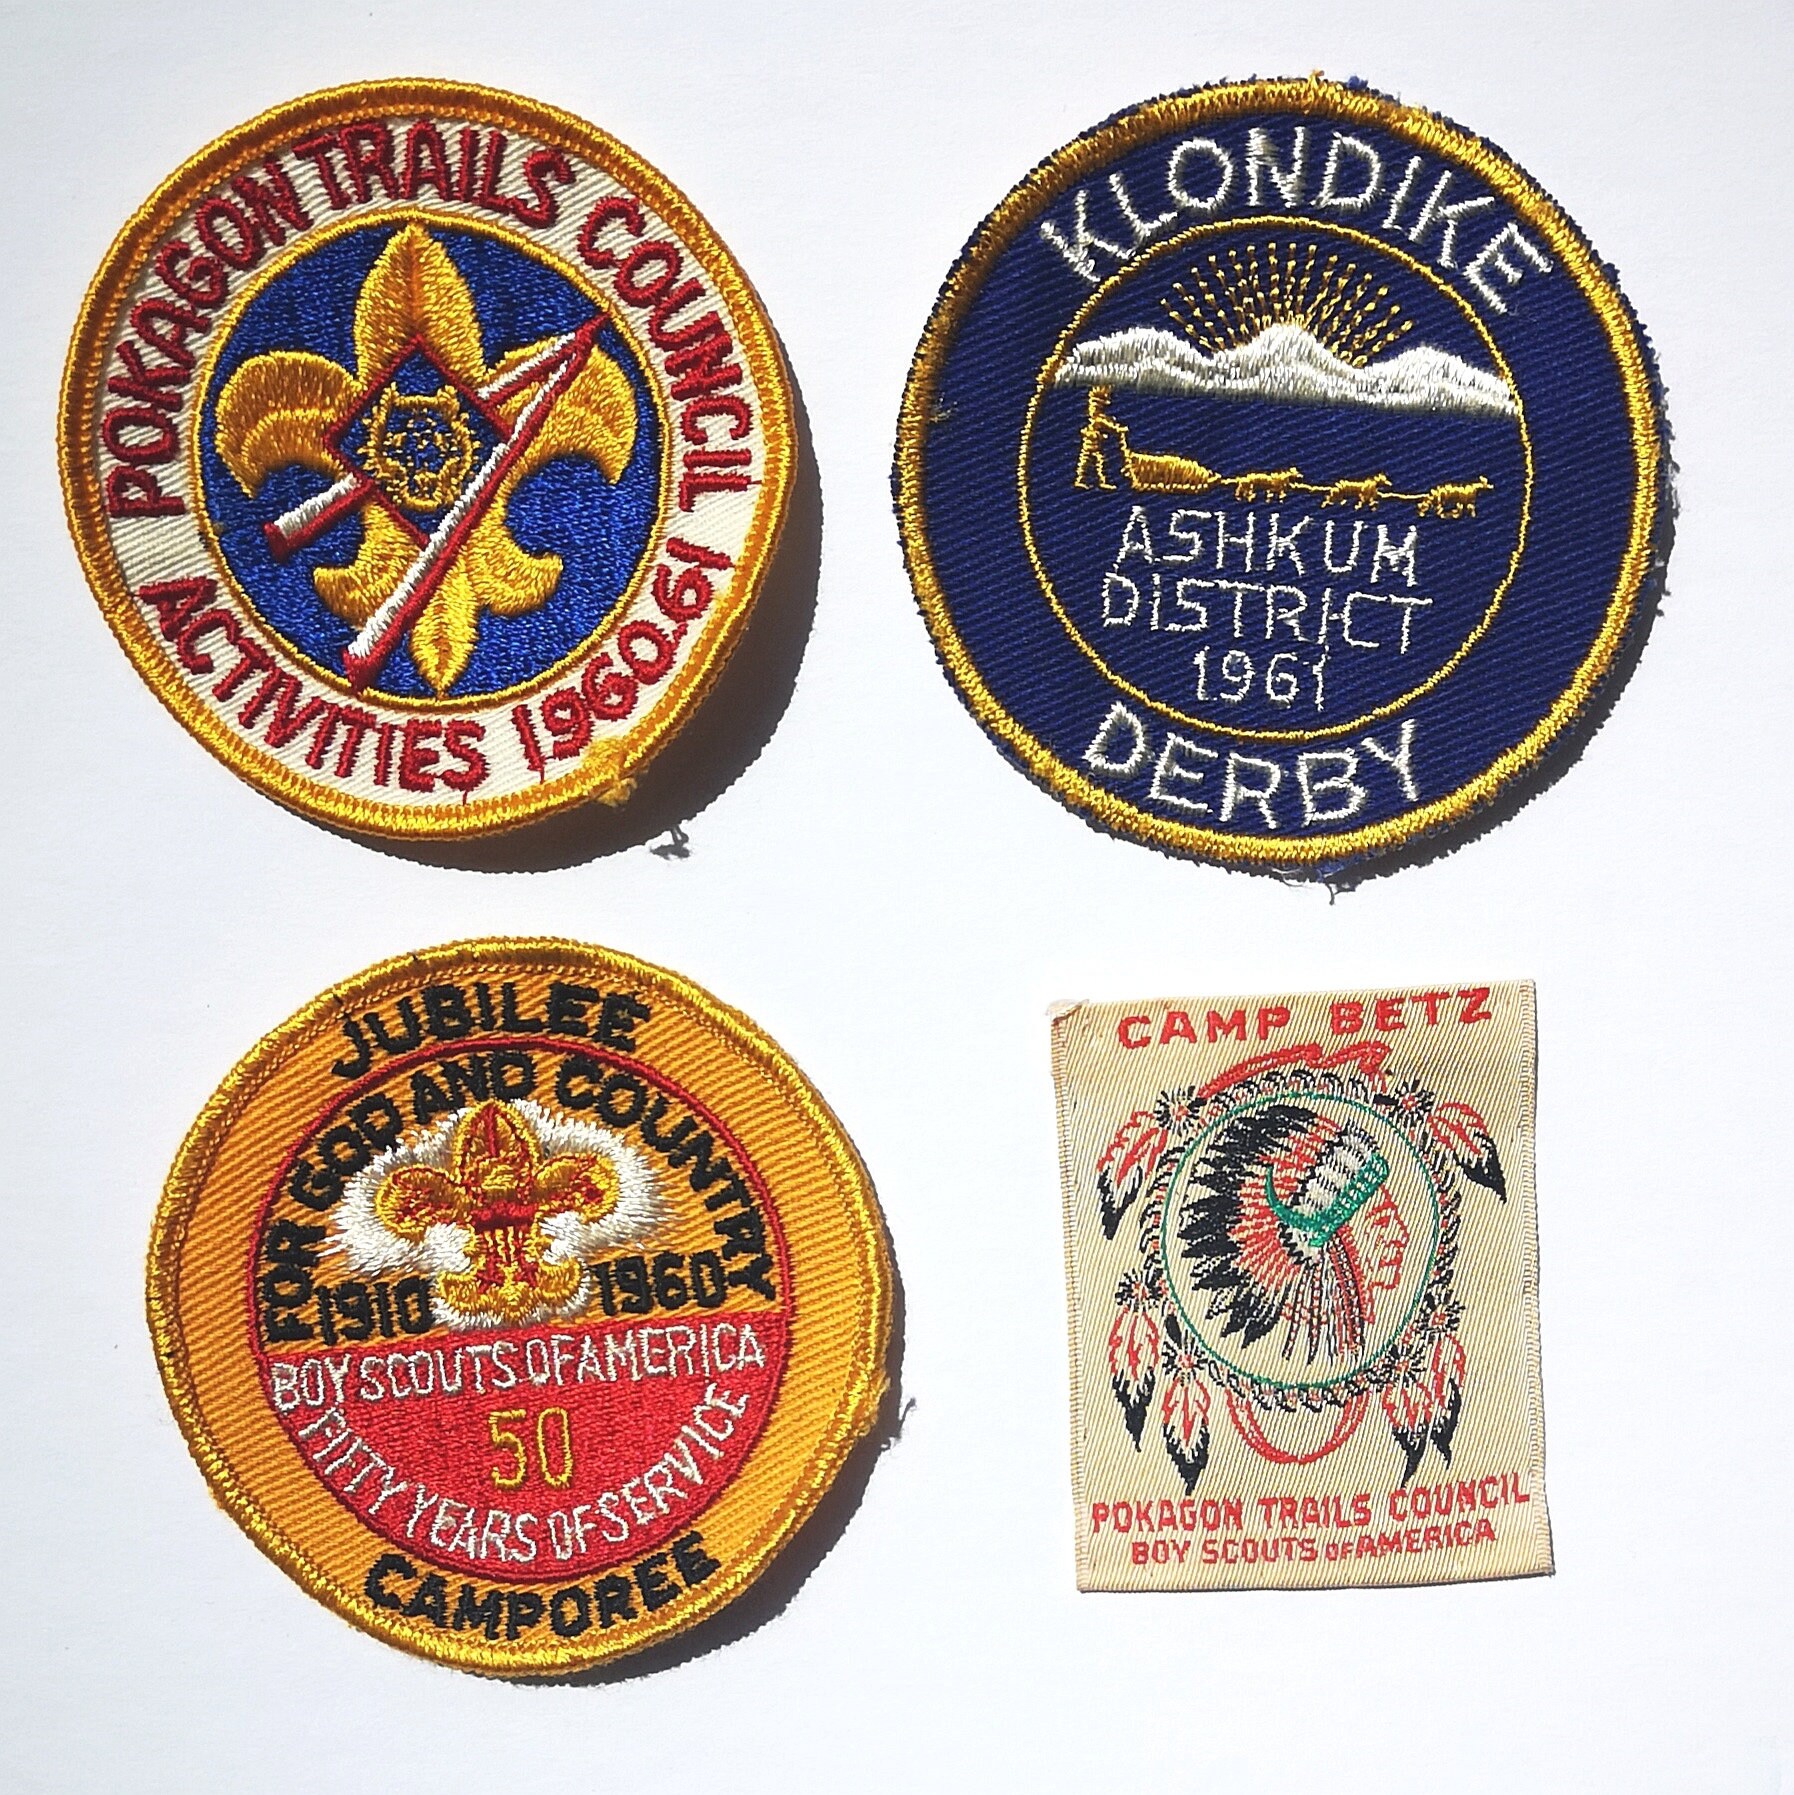 POKAGON TRAILS COUNCIL
ACTIVITIES 1960-61
KLONDIKE
ASHKUM
DISTRICT
1961
DERBY
JUBILEE
FOR GOD AND COUNTRY
1910 1960
BOY SCOUTS OF AMERICA
50
FIFTY YEARS OF SERVICE
CAMPOREE
CAMP BETZ
POKAGON TRAILS COUNCIL
BOY SCOUTS OF AMERICA